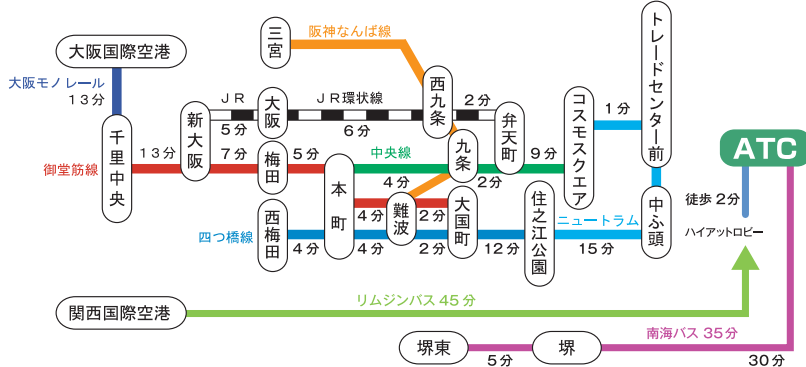 大阪国際空港
大阪モノレール
13分
千里中央
御堂筋線
13分
新大阪
JR
5分
7分
大阪
梅田
西梅田
四つ橋線
三宮
阪神なんば線
JR環状線
6分
5分
4分
本町
中央線
4分
4分
4分
難波
2分
2分
西九条
2分
九条
2分
大国町
弁天町
9分
12分
住之江公園
コスモスクエア
1分
ニュートラム
15分
トレードセンター前
中ふ頭
ATC
徒歩2分
ハイアットロビー
関西国際空港
リムジンバス45分
南海バス35分
堺東
5分
堺
30分